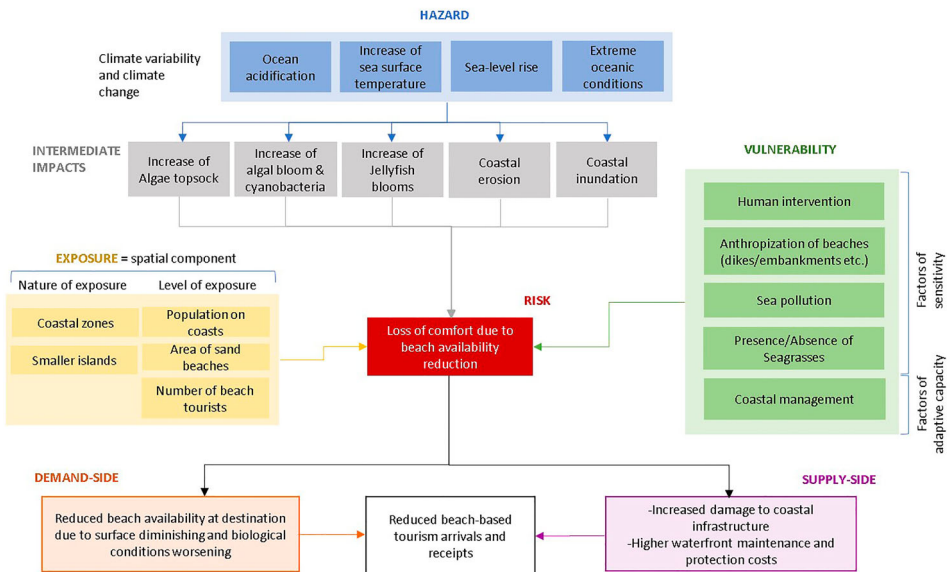 HAZARD
Climate variability
and climate
change
Ocean
acidification
Increase of
sea surface
temperature
Sea-level rise
Extreme
oceanic
conditions
INTERMEDIATE
IMPACTS
Increase of
Algae topsock
Increase of
algal bloom &
cyanobacteria
Increase of
Jellyfish
blooms
Coastal
erosion
Coastal
inundation
VULNERABILITY
Human intervention
Anthropization of beaches
(dikes/embankments etc.)
Sea pollution
Presence/Absence of
Seagrasses
Coastal management
Factors of
sensitivity
Factors of
adaptive capacity
EXPOSURE = spatial component
Nature of exposure
Level of exposure
Coastal zones
Smaller islands
Population on
coasts
Area of sand
beaches
Number of beach
tourists
RISK
Loss of comfort due to
beach availability
reduction
DEMAND-SIDE
Reduced beach availability at destination
due to surface diminishing and biological
conditions worsening
Reduced beach-based
tourism arrivals and
receipts
SUPPLY-SIDE
-Increased damage to coastal
infrastructure
-Higher waterfront maintenance and
protection costs